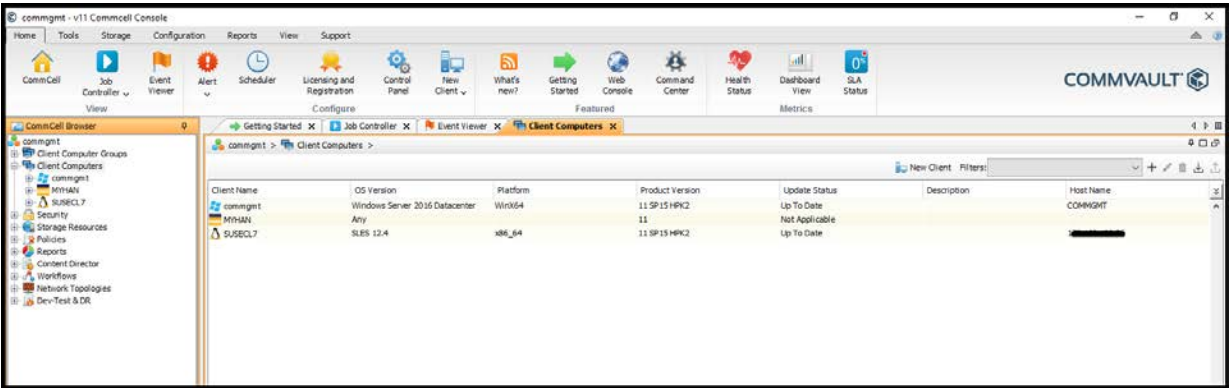 commgmt - v11 Commcell Console
Home Tools Storage Configuration Reports View Support
CommCell Job Controller Event Viewer Alert Scheduler Licensing and Registration Control Panel New Client What's new? Getting Started Web Console Command Center Health Status Dashboard View SLA Status
COMMVAULT
View Configure Featured Metrics
CommCell Browser
Getting Started Job Controller Event Viewer Client Computers
commgmt > Client Computers >
New Client Filters:
commgmt
Client Computer Groups
Client Computers
commgmt
MYHAN
SUSECL7
Security
Storage Resources
Policies
Reports
Content Director
Workflows
Network Topologies
Dev-Test & DR
Client Name OS Version Platform Product Version Update Status Description Host Name
commgmt Windows Server 2016 Datacenter WinX64 11 SP15 HPK2 Up To Date COMMGMT
MYHAN Any 11 Not Applicable
SUSECL7 SLES 12.4 x86_64 11 SP15 HPK2 Up To Date